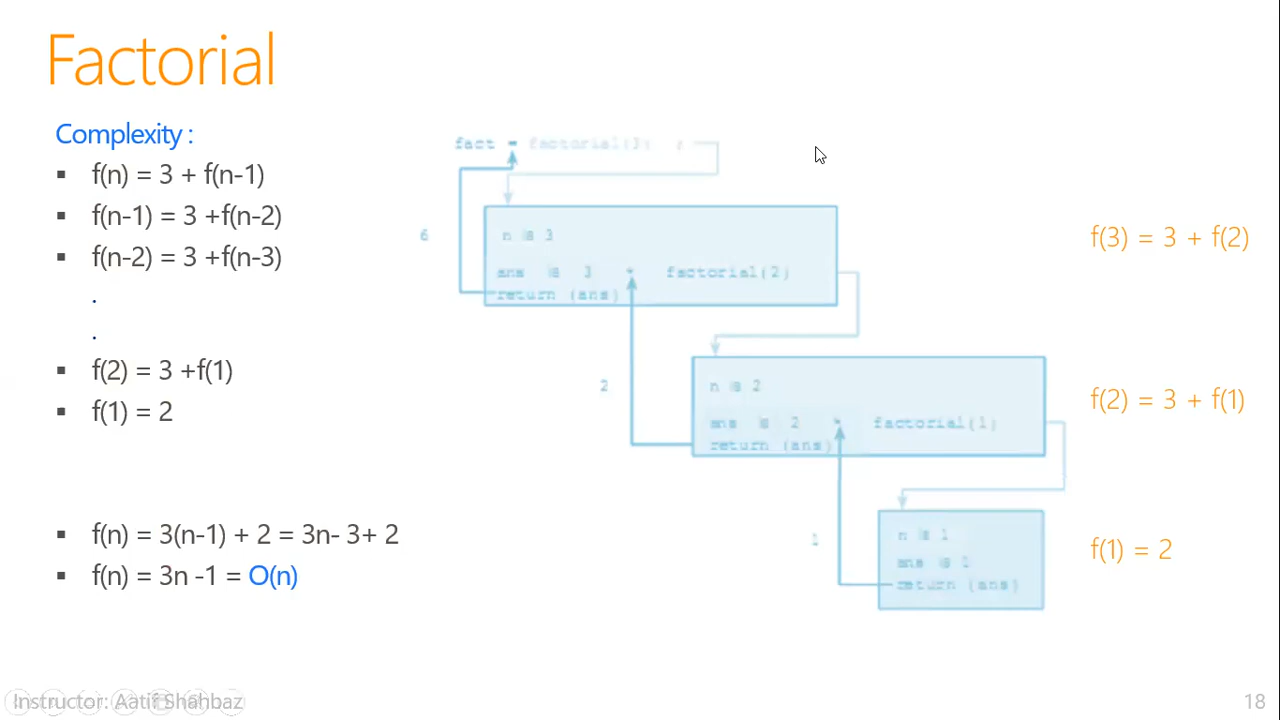 Factorial
Complexity :
▪ f(n) = 3 + f(n-1)
▪ f(n-1) = 3 +f(n-2)
▪ f(n-2) = 3 +f(n-3)
.
.
▪ f(2) = 3 +f(1)
▪ f(1) = 2
▪ f(n) = 3(n-1) + 2 = 3n- 3+ 2
▪ f(n) = 3n -1 = O(n)
fact = factorial(3) ;
6
n = 3
ans = 3 * factorial(2)
return (ans)
f(3) = 3 + f(2)
2
n = 2
ans = 2 * factorial(1)
return (ans)
f(2) = 3 + f(1)
1
n = 1
ans = 1
return (ans)
f(1) = 2
Instructor: Aatif Shahbaz
18